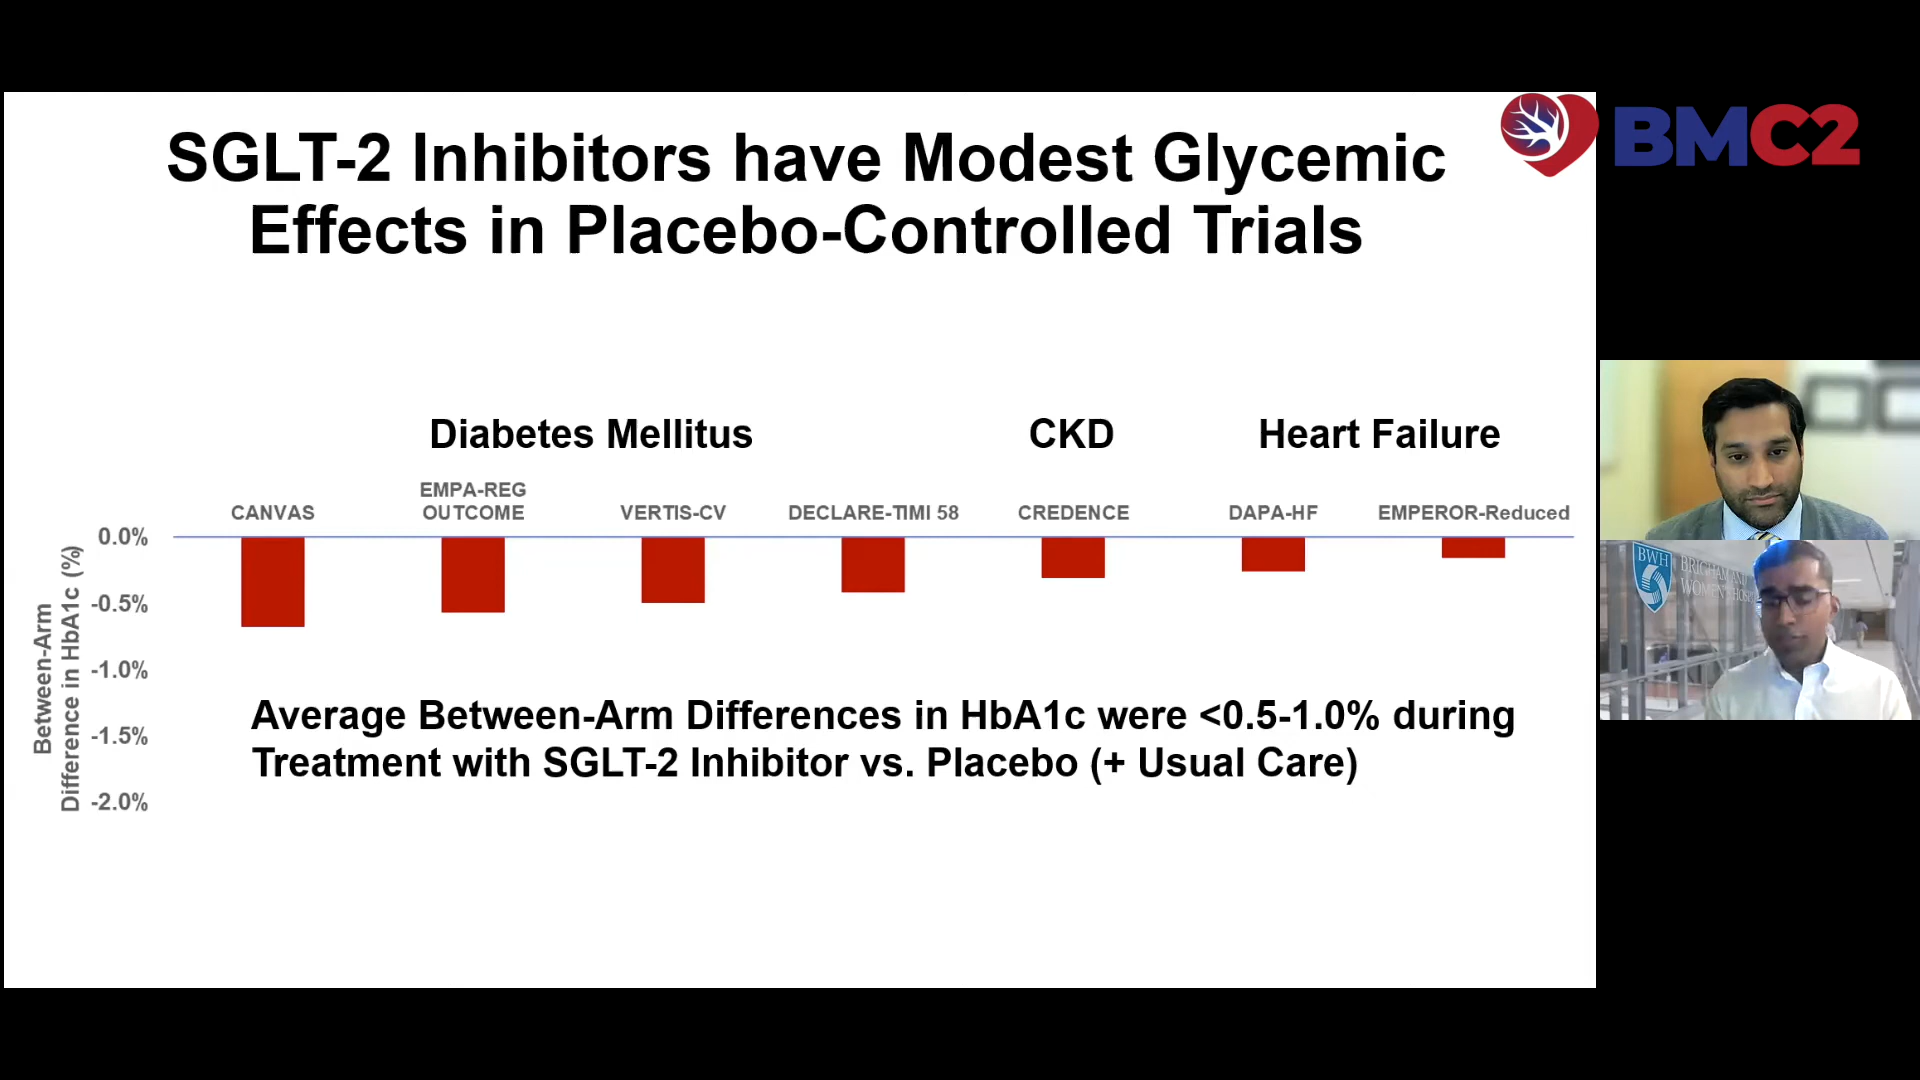 SGLT-2 Inhibitors have Modest Glycemic
Effects in Placebo-Controlled Trials
BMC2
Diabetes Mellitus
CKD
Heart Failure
CANVAS
EMPA-REG
OUTCOME
VERTIS-CV
DECLARE-TIMI 58
CREDENCE
DAPA-HF
EMPEROR-Reduced
0.0%
-0.5%
-1.0%
-1.5%
-2.0%
Between-Arm
Difference in HbA1c (%)
Average Between-Arm Differences in HbA1c were <0.5-1.0% during
Treatment with SGLT-2 Inhibitor vs. Placebo (+ Usual Care)
BWH
BRIGHAM AND
WOMEN'S